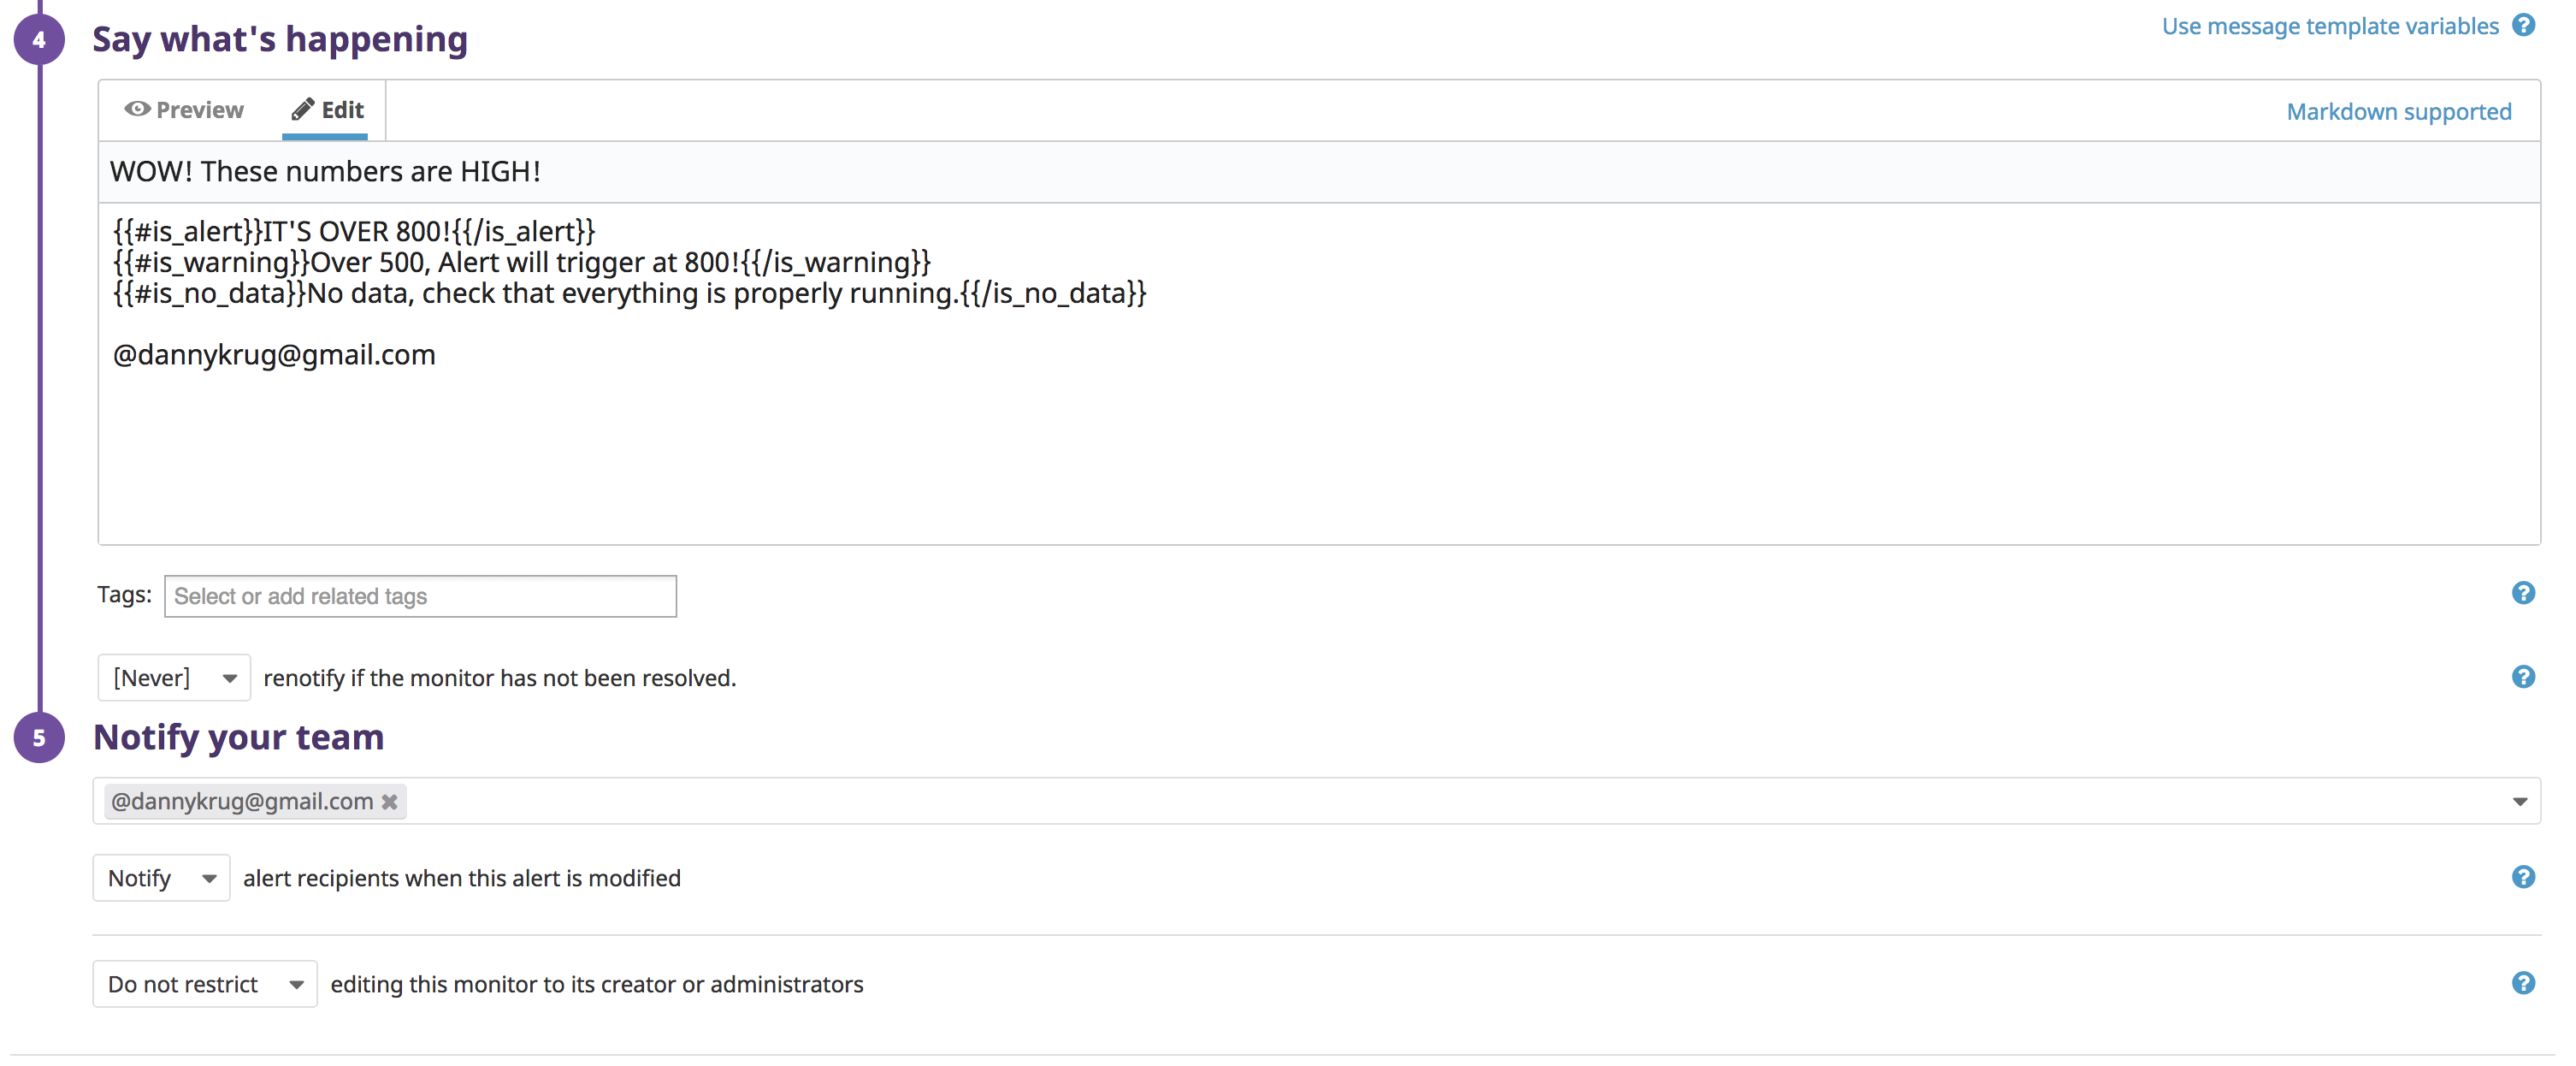 4 Say what's happening
Use message template variables ?
Preview Edit
Markdown supported
WOW! These numbers are HIGH!
{{#is_alert}}IT'S OVER 800!{{/is_alert}}
{{#is_warning}}Over 500, Alert will trigger at 800!{{/is_warning}}
{{#is_no_data}}No data, check that everything is properly running.{{/is_no_data}}
@dannykrug@gmail.com
Tags: Select or add related tags ?
[Never] renotify if the monitor has not been resolved. ?
5 Notify your team
@dannykrug@gmail.com
Notify alert recipients when this alert is modified ?
Do not restrict editing this monitor to its creator or administrators ?